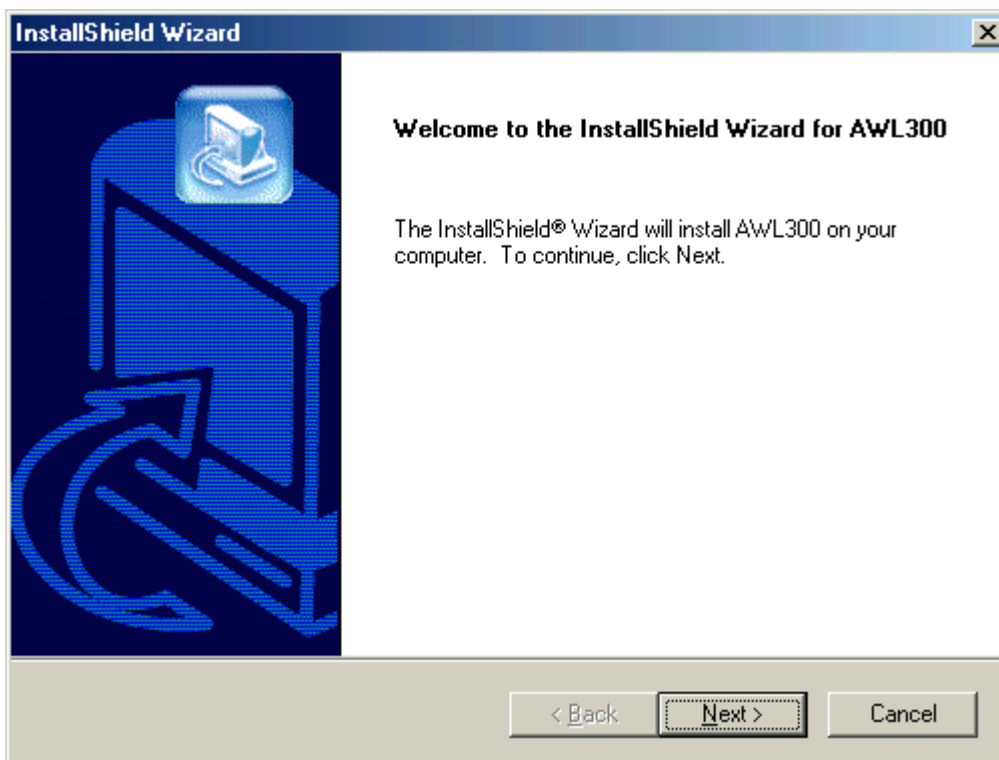 InstallShield Wizard
Welcome to the InstallShield Wizard for AWL300
The InstallShield® Wizard will install AWL300 on your
computer. To continue, click Next.
< Back
Next >
Cancel